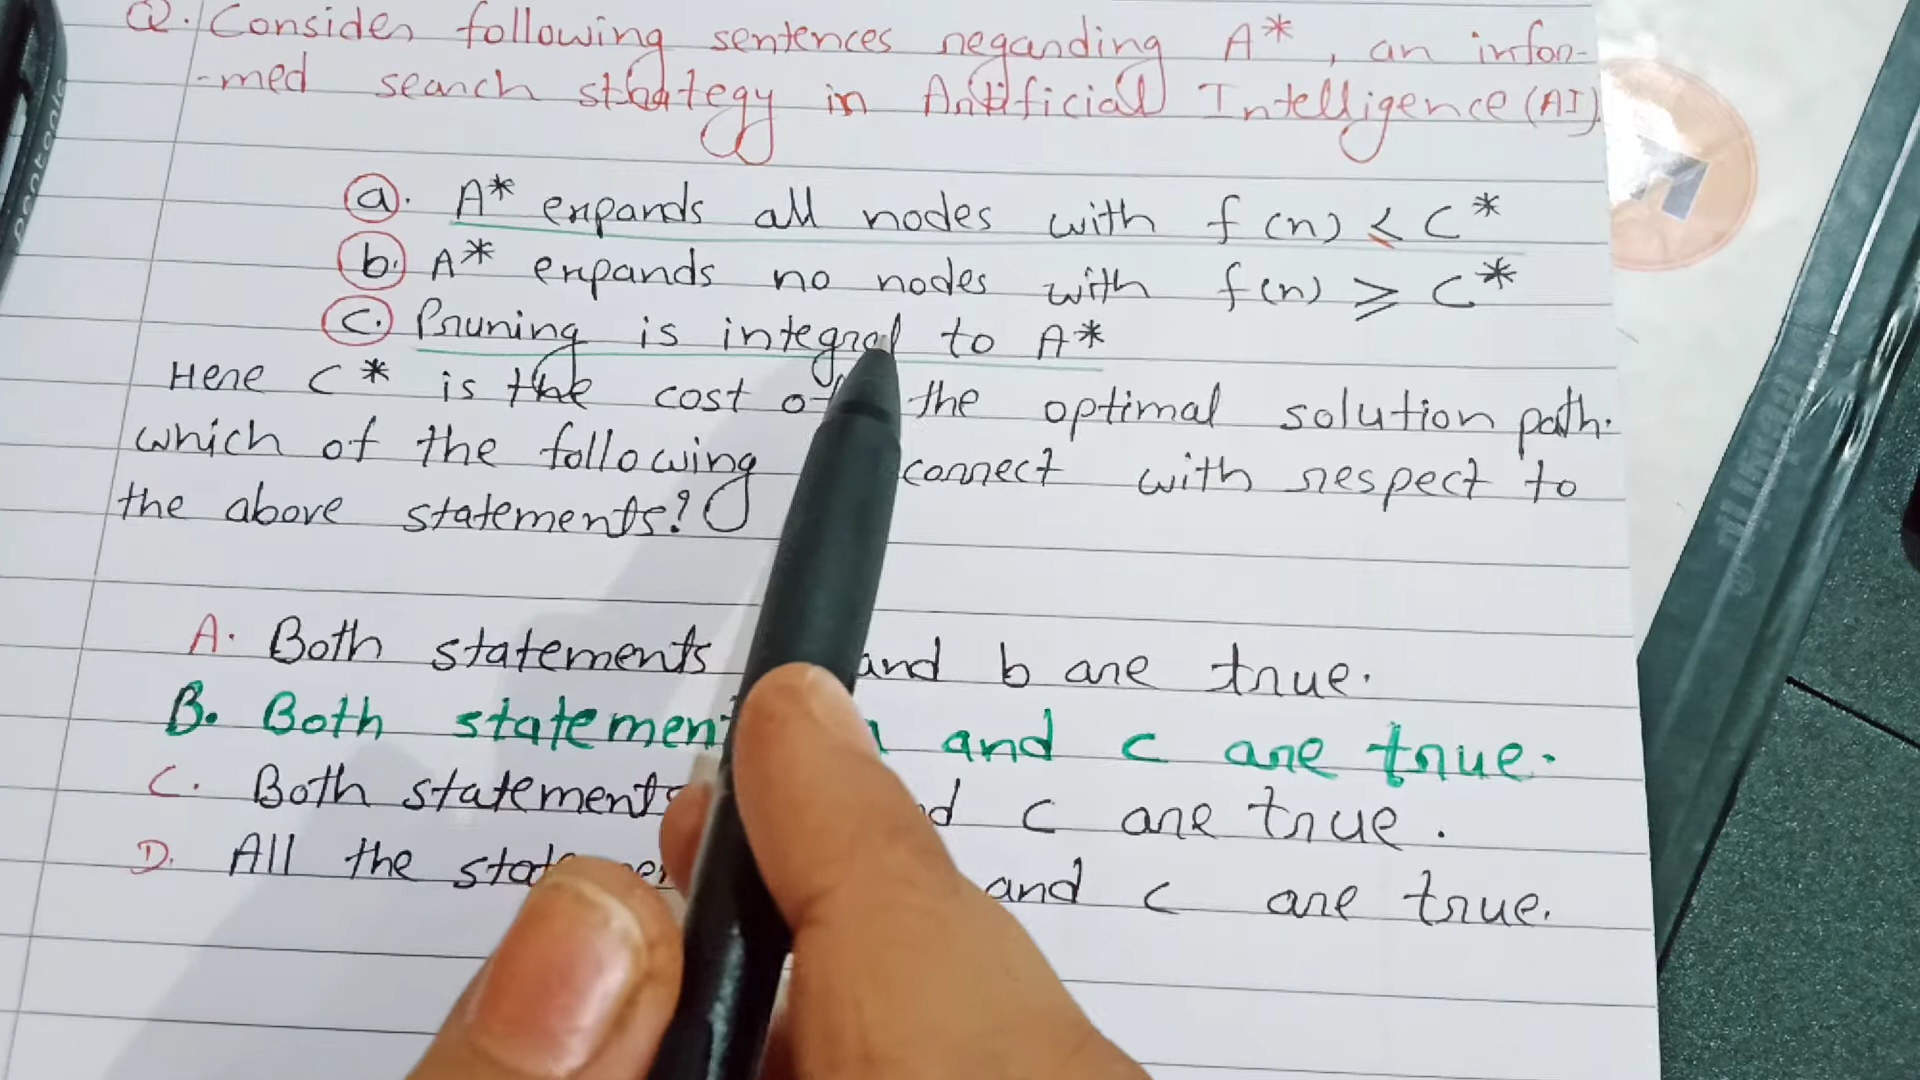 Q. Consider following sentences regarding A*, an infor-
-med search strategy in Artificial Intelligence (AI).
a. A* expands all nodes with f(n) < C*
b. A* expands no nodes with f(n) ≥ C*
c. Pruning is integral to A*
Here C* is the cost of the optimal solution path.
which of the following correct with respect to
the above statements?
A. Both statements and b are true.
B. Both statement and c are true.
C. Both statements c are true.
D. All the and c are true.
Pentonic